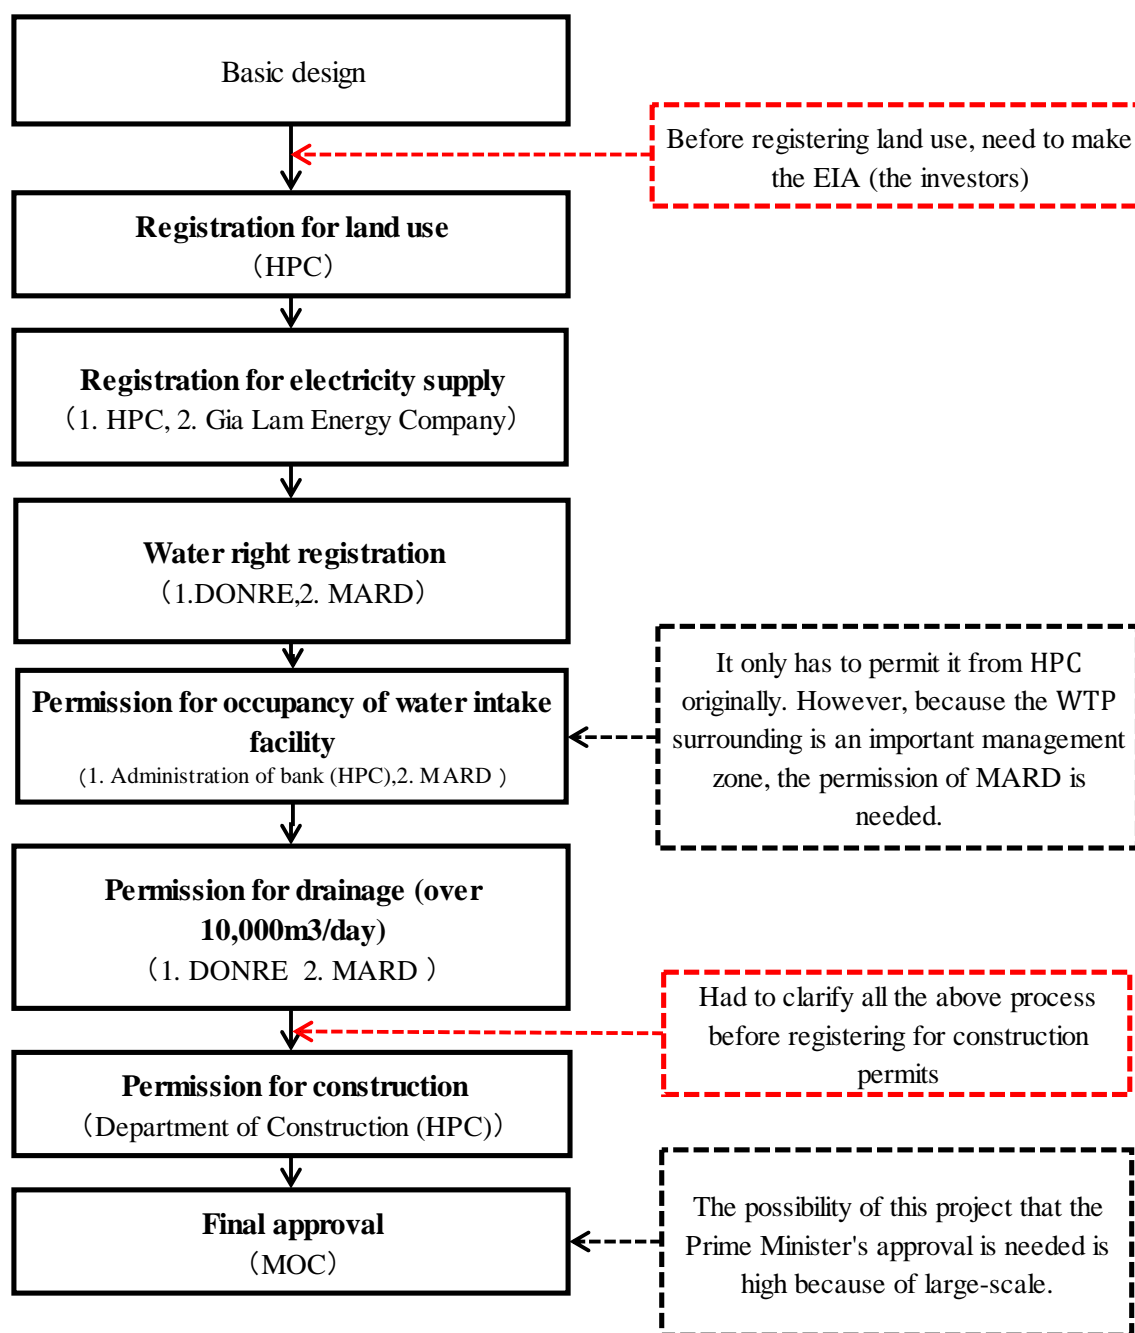 Basic design
Before registering land use, need to make
the EIA (the investors)
Registration for land use
（HPC）
Registration for electricity supply
（1. HPC, 2. Gia Lam Energy Company）
Water right registration
（1.DONRE,2. MARD）
Permission for occupancy of water intake
facility
（1. Administration of bank (HPC),2. MARD ）
It only has to permit it from HPC
originally. However, because the WTP
surrounding is an important management
zone, the permission of MARD is
needed.
Permission for drainage (over
10,000m3/day)
（1. DONRE  2. MARD ）
Had to clarify all the above process
before registering for construction
permits
Permission for construction
（Department of Construction (HPC)）
Final approval
（MOC）
The possibility of this project that the
Prime Minister's approval is needed is
high because of large-scale.